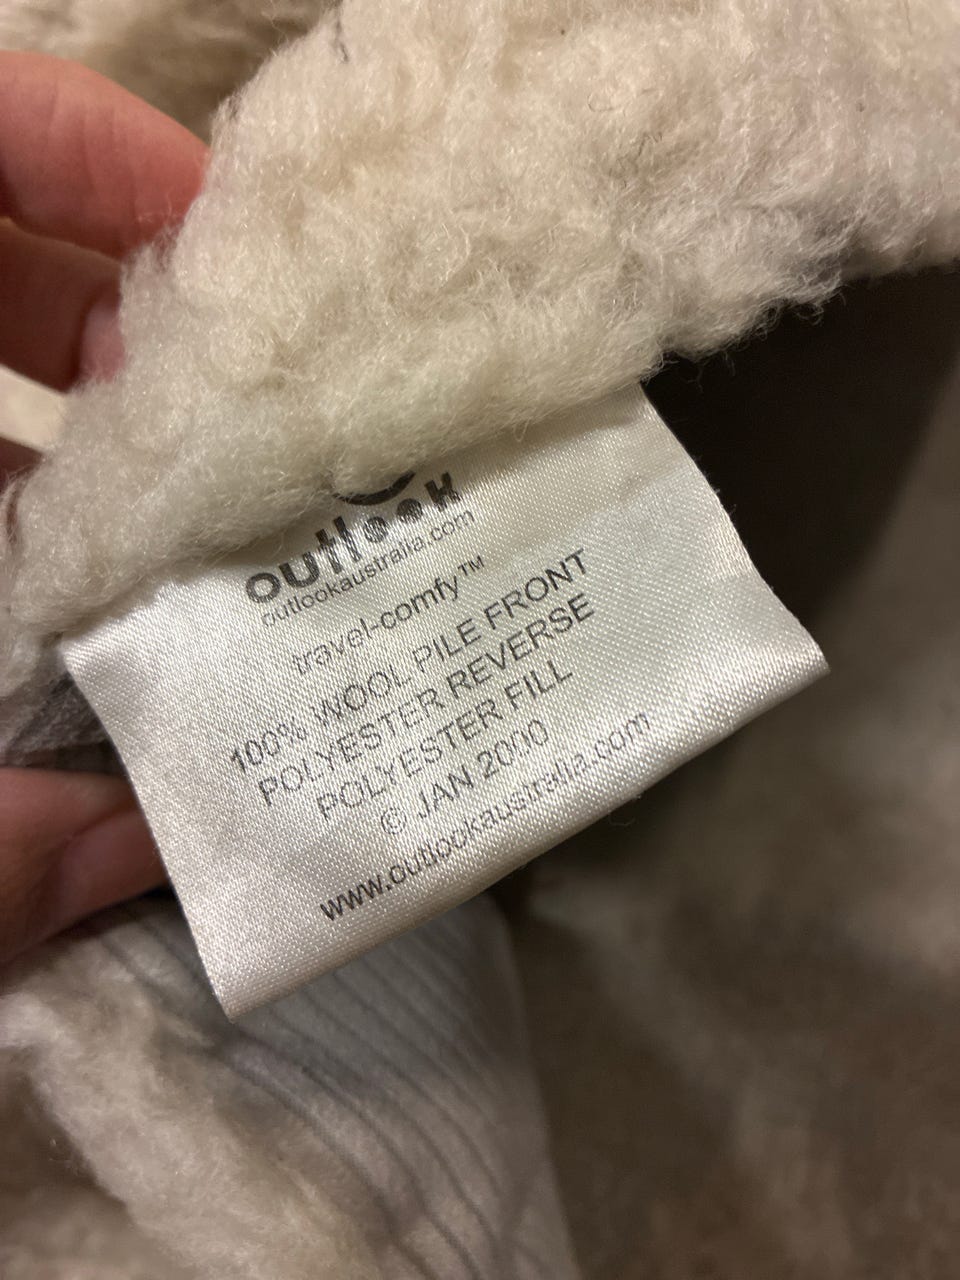 outlook
outlookaustralia.com
travel-comfy™
100% WOOL PILE FRONT
POLYESTER REVERSE
POLYESTER FILL
© JAN 2000
www.outlookaustralia.com